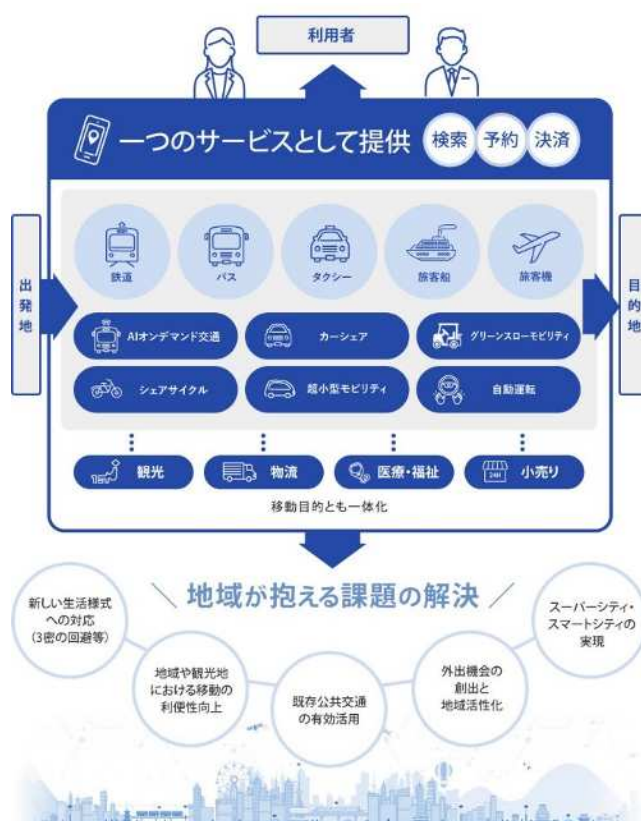 利用者
一つのサービスとして提供
検索
予約
決済
出発地
目的地
鉄道
バス
タクシー
旅客船
旅客機
AIオンデマンド交通
カーシェア
グリーンスローモビリティ
シェアサイクル
超小型モビリティ
自動運転
観光
物流
24H
医療・福祉
小売り
移動目的とも一体化
地域が抱える課題の解決
新しい生活様式
への対応
(3密の回避等)
地域や観光地
における移動の
利便性向上
既存公共交通
の有効活用
外出機会の
創出と
地域活性化
スーパーシティ・
スマートシティの
実現